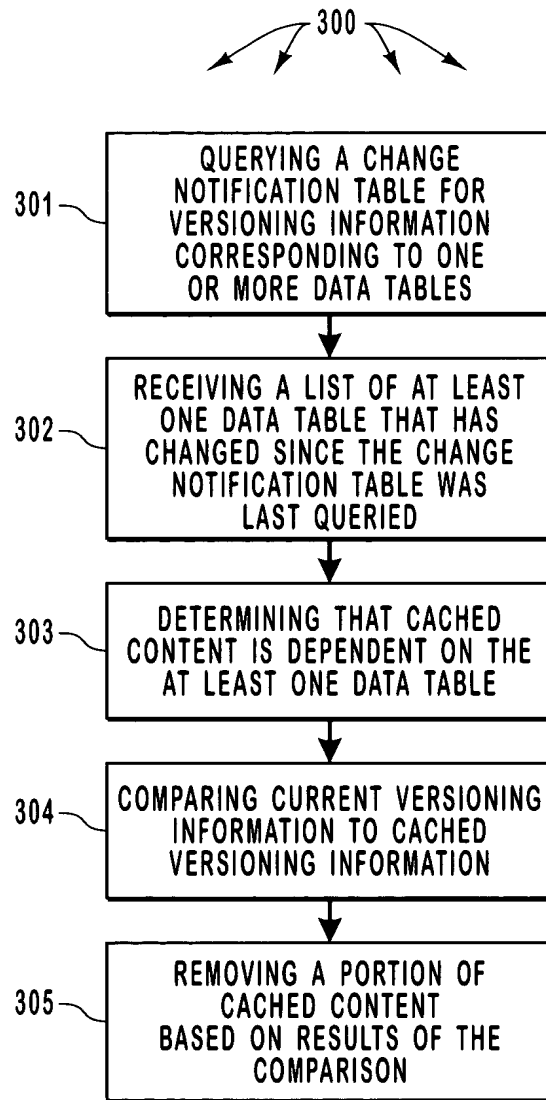 300
301
QUERYING A CHANGE
NOTIFICATION TABLE FOR
VERSIONING INFORMATION
CORRESPONDING TO ONE
OR MORE DATA TABLES
302
RECEIVING A LIST OF AT LEAST
ONE DATA TABLE THAT HAS
CHANGED SINCE THE CHANGE
NOTIFICATION TABLE WAS
LAST QUERIED
303
DETERMINING THAT CACHED
CONTENT IS DEPENDENT ON THE
AT LEAST ONE DATA TABLE
304
COMPARING CURRENT VERSIONING
INFORMATION TO CACHED
VERSIONING INFORMATION
305
REMOVING A PORTION OF
CACHED CONTENT
BASED ON RESULTS OF THE
COMPARISON